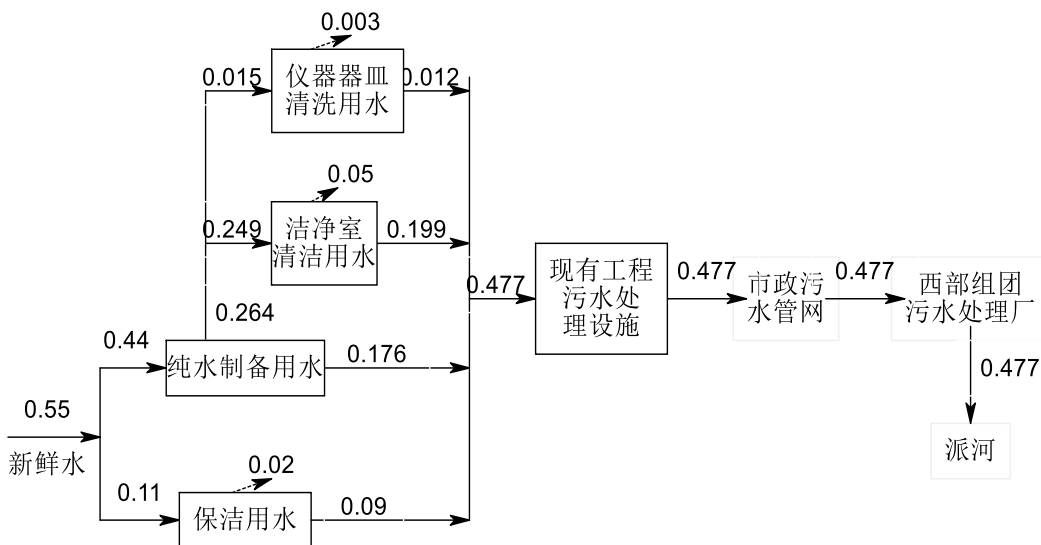 0.003
0.015
仪器器皿
清洗用水
0.012
0.05
0.249
洁净室
清洁用水
0.199
0.264
0.44
纯水制备用水
0.176
0.55
新鲜水
0.11
0.02
保洁用水
0.09
0.477
现有工程
污水处
理设施
0.477
市政污
水管网
0.477
西部组团
污水处理厂
0.477
派河